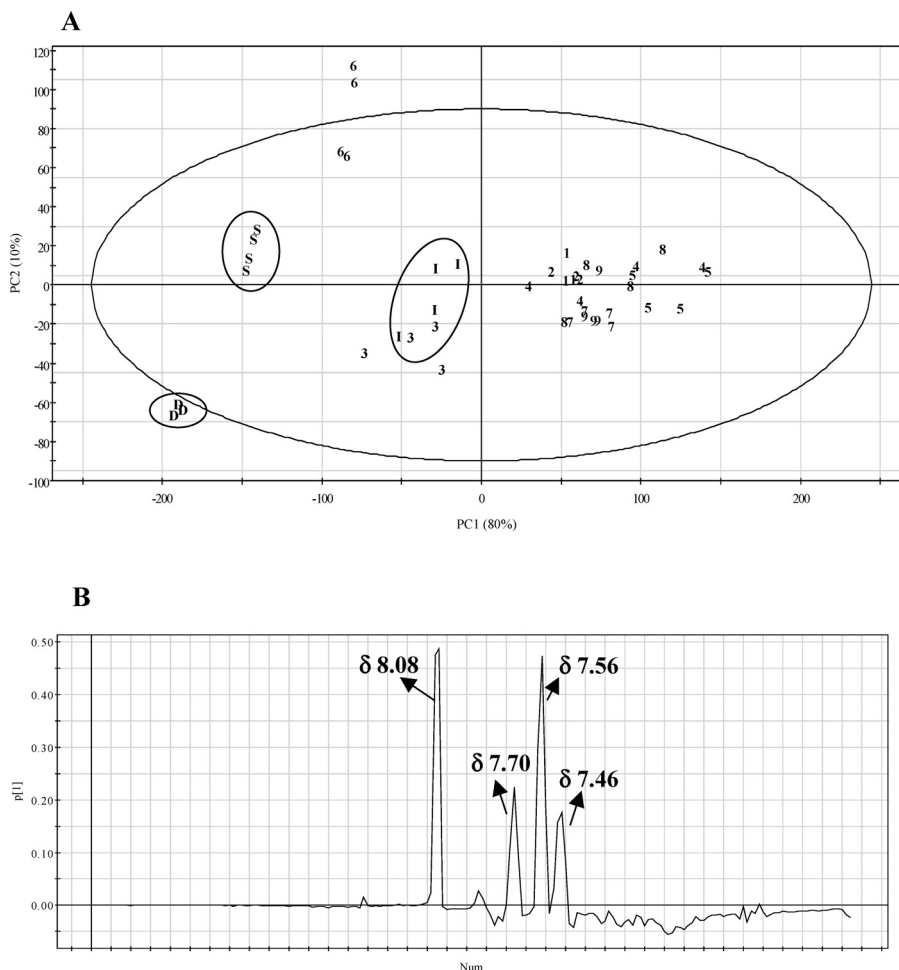 A
120
100
80
60
40
20
0
-20
-40
-60
-80
-100
PC2 (10%)
6
6
6 6
S
S
S
S
I I
I
3
I 3
3
3
D
D
D
1
8
8 4 4
2 9 5 5
1 1 2
4 8
4 5 5
7 7
8 7 9 9 9 7
-200 -100 0 100 200
PC1 (80%)
B
0.50
0.40
0.30
0.20
0.10
0.00
p[1]
δ 8.08
δ 7.56
δ 7.70
δ 7.46
Num